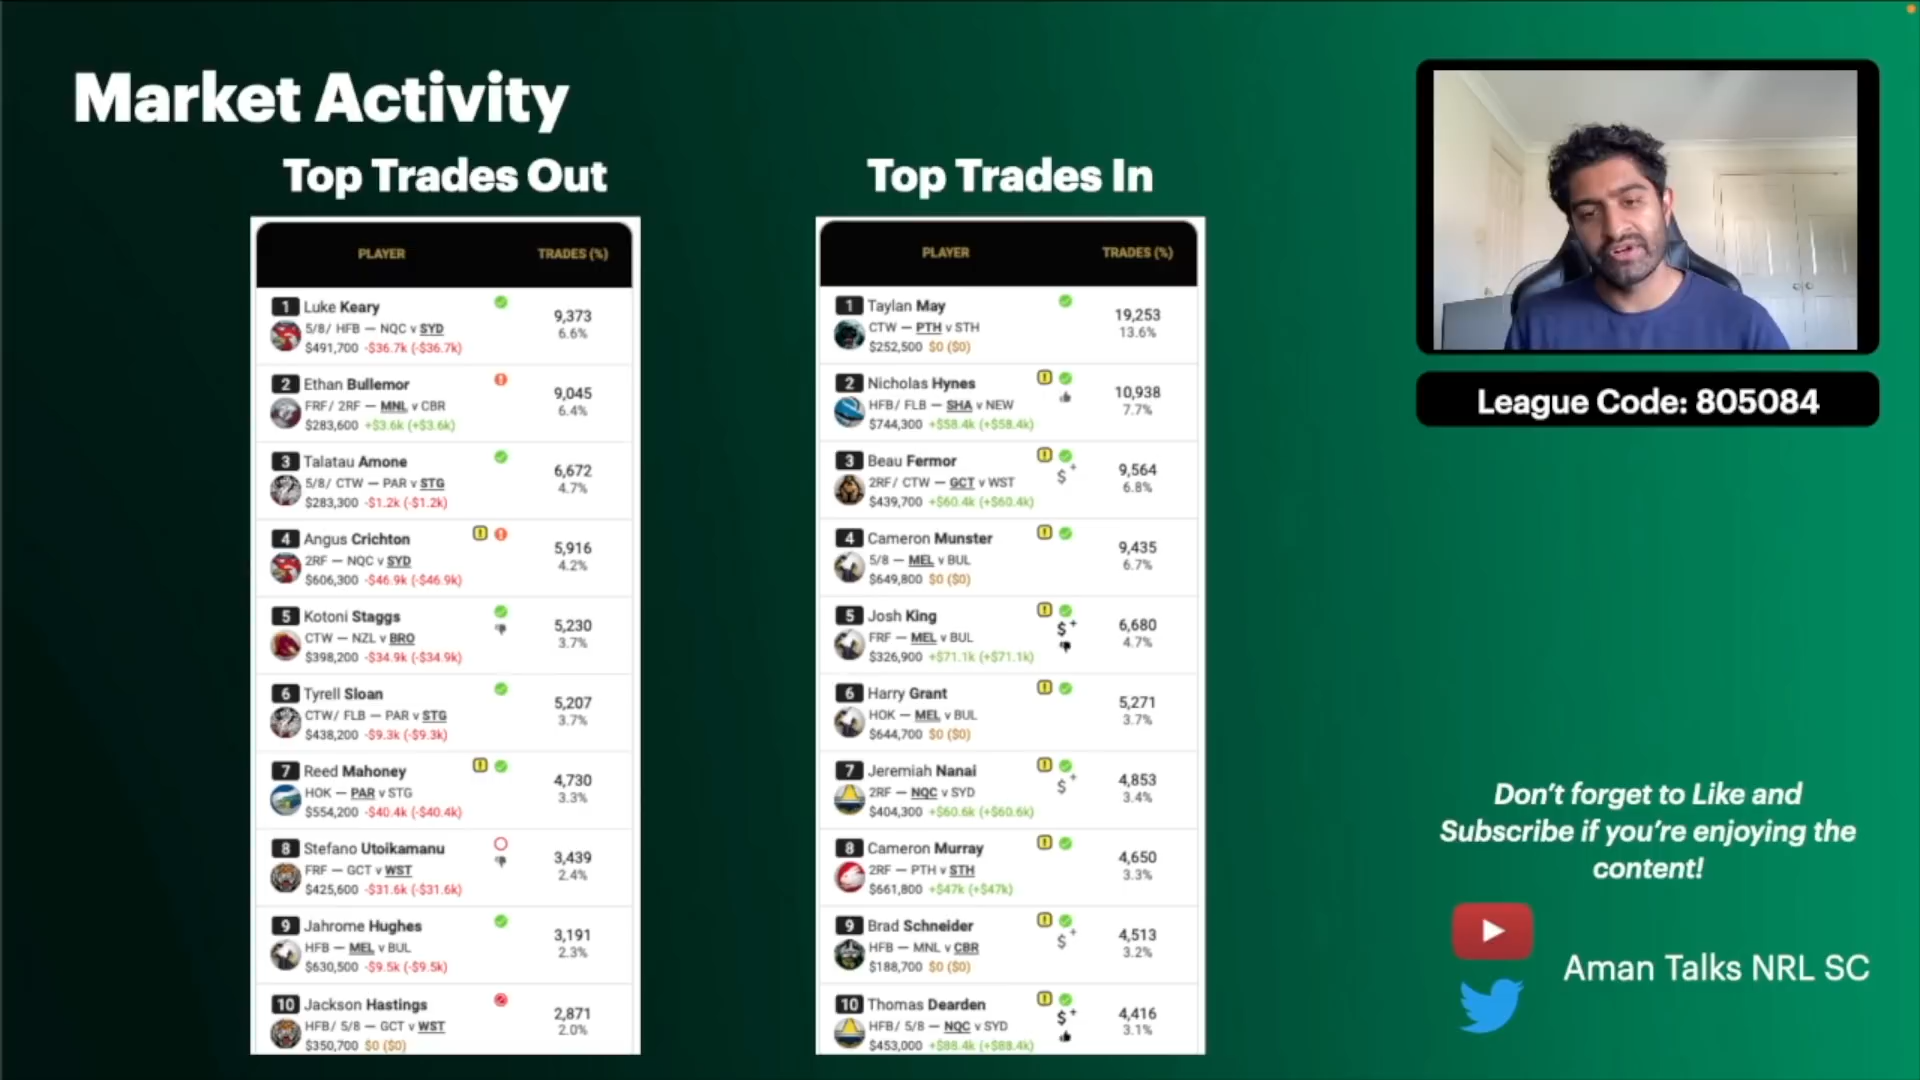 Market Activity
Top Trades Out
PLAYER TRADES (%)
1 Luke Keary
5/8/ HFB — NQC v SYD
$491,700 -$36.7k (-$36.7k)
9,373
6.6%
2 Ethan Bullemor
FRF/ 2RF — MNL v CBR
$283,600 +$3.6k (+$3.6k)
9,045
6.4%
3 Talatau Amone
5/8/ CTW — PAR v STG
$283,300 -$1.2k (-$1.2k)
6,672
4.7%
4 Angus Crichton
2RF — NQC v SYD
$606,300 -$46.9k (-$46.9k)
5,916
4.2%
5 Kotoni Staggs
CTW — NZL v BRO
$398,200 -$34.9k (-$34.9k)
5,230
3.7%
6 Tyrell Sloan
CTW/ FLB — PAR v STG
$438,200 -$9.3k (-$9.3k)
5,207
3.7%
7 Reed Mahoney
HOK — PAR v STG
$554,200 -$40.4k (-$40.4k)
4,730
3.3%
8 Stefano Utoikamanu
FRF — GCT v WST
$425,600 -$31.6k (-$31.6k)
3,439
2.4%
9 Jahrome Hughes
HFB — MEL v BUL
$630,500 -$9.5k (-$9.5k)
3,191
2.3%
10 Jackson Hastings
HFB/ 5/8 — GCT v WST
$350,700 $0 ($0)
2,871
2.0%
Top Trades In
PLAYER TRADES (%)
1 Taylan May
CTW — PTH v STH
$252,500 $0 ($0)
19,253
13.6%
2 Nicholas Hynes
HFB/ FLB — SHA v NEW
$744,300 +$58.4k (+$58.4k)
10,938
7.7%
3 Beau Fermor
2RF/ CTW — GCT v WST
$439,700 +$60.4k (+$60.4k)
$+
9,564
6.8%
4 Cameron Munster
5/8 — MEL v BUL
$649,800 $0 ($0)
9,435
6.7%
5 Josh King
FRF — MEL v BUL
$326,900 +$71.1k (+$71.1k)
$+
6,680
4.7%
6 Harry Grant
HOK — MEL v BUL
$644,700 $0 ($0)
5,271
3.7%
7 Jeremiah Nanai
2RF — NQC v SYD
$404,300 +$60.6k (+$60.6k)
$+
4,853
3.4%
8 Cameron Murray
2RF — PTH v STH
$661,800 +$47k (+$47k)
4,650
3.3%
9 Brad Schneider
HFB — MNL v CBR
$188,700 $0 ($0)
$+
4,513
3.2%
10 Thomas Dearden
HFB/ 5/8 — NQC v SYD
$453,000 +$88.4k (+$88.4k)
$+
4,416
3.1%
League Code: 805084
Don't forget to Like and
Subscribe if you're enjoying the
content!
Aman Talks NRL SC